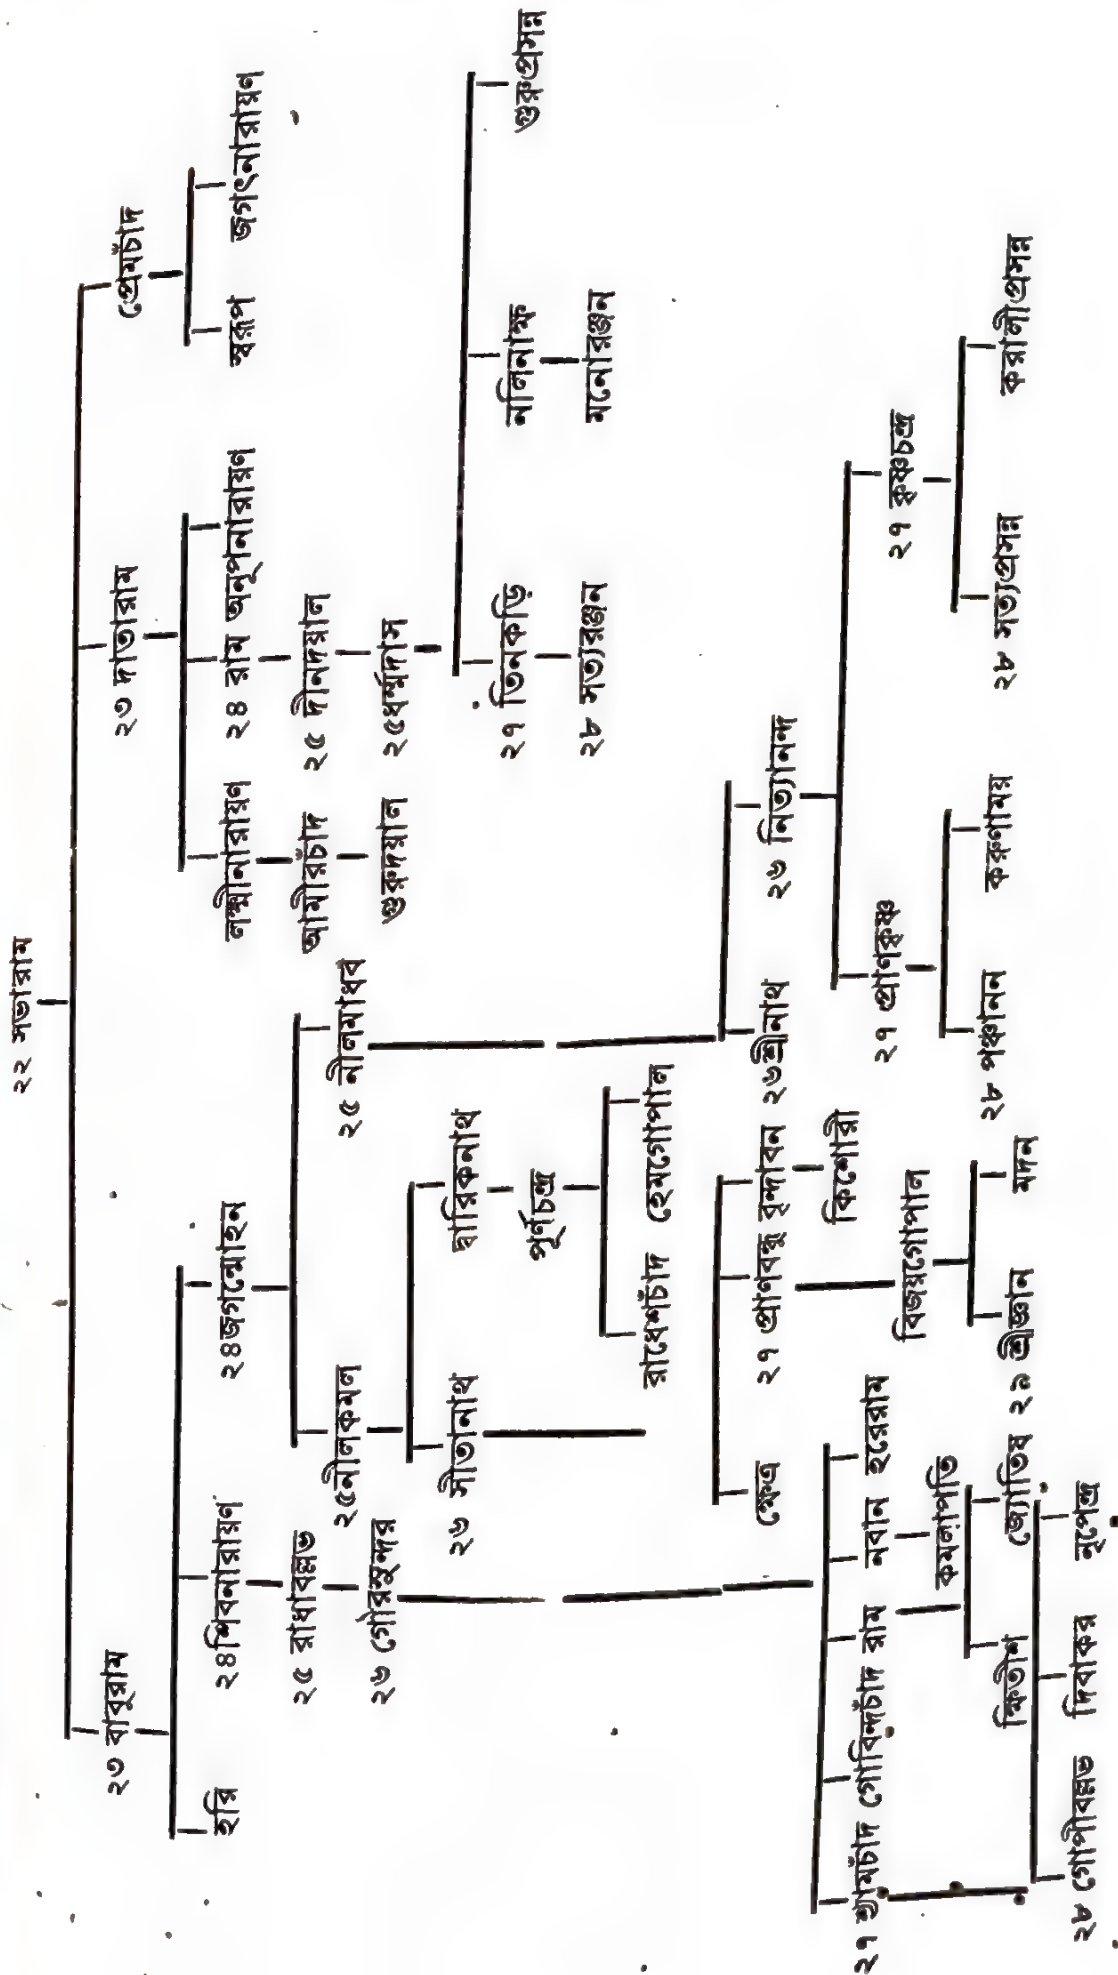 ২২ সভারাম
২৩ বাবুরাম ২৩ দাতারাম প্রেমচাঁদ
হরি ২৪শিবনারায়ণ ২৪জগন্মোহন লক্ষ্মীনারায়ণ ২৪ রাম অনূপনারায়ণ স্বরূপ জগৎনারায়ণ
২৫ রাধাবল্লভ ২৫নীলকমল ২৫ নীলমাধব আমীরচাঁদ ২৫ দীনদয়াল
২৬ গৌরসুন্দর ২৬ সীতানাথ দ্বারিকনাথ গুরুদয়াল ২৫ধর্ম্মদাস
পূর্ণচন্দ্র ২৭ তিনকড়ি নলিনাক্ষ গুরুপ্রসন্ন
রাধেশচাঁদ হেমগোপাল ২৮ সত্যরঞ্জন মনোরঞ্জন
ক্ষেত্র ২৭ প্রাণবন্ধু বৃন্দাবন ২৬শ্রীনাথ ২৬ নিত্যানন্দ
কিশোরী
২৭ শ্যামচাঁদ গোবিন্দচাঁদ রাম নবান হরেরাম বিজয়গোপাল ২৭ প্রাণকৃষ্ণ ২৭ কৃষ্ণচন্দ্র
কমলাপতি
ক্ষিতীশ জ্যোতিষ ২৯ শ্রীজ্ঞান মদন ২৮ পঞ্চানন করুণাময় ২৮ সত্যপ্রসন্ন করালীপ্রসন্ন
২৮ গোপীবল্লভ দিবাকর নৃপেন্দ্র